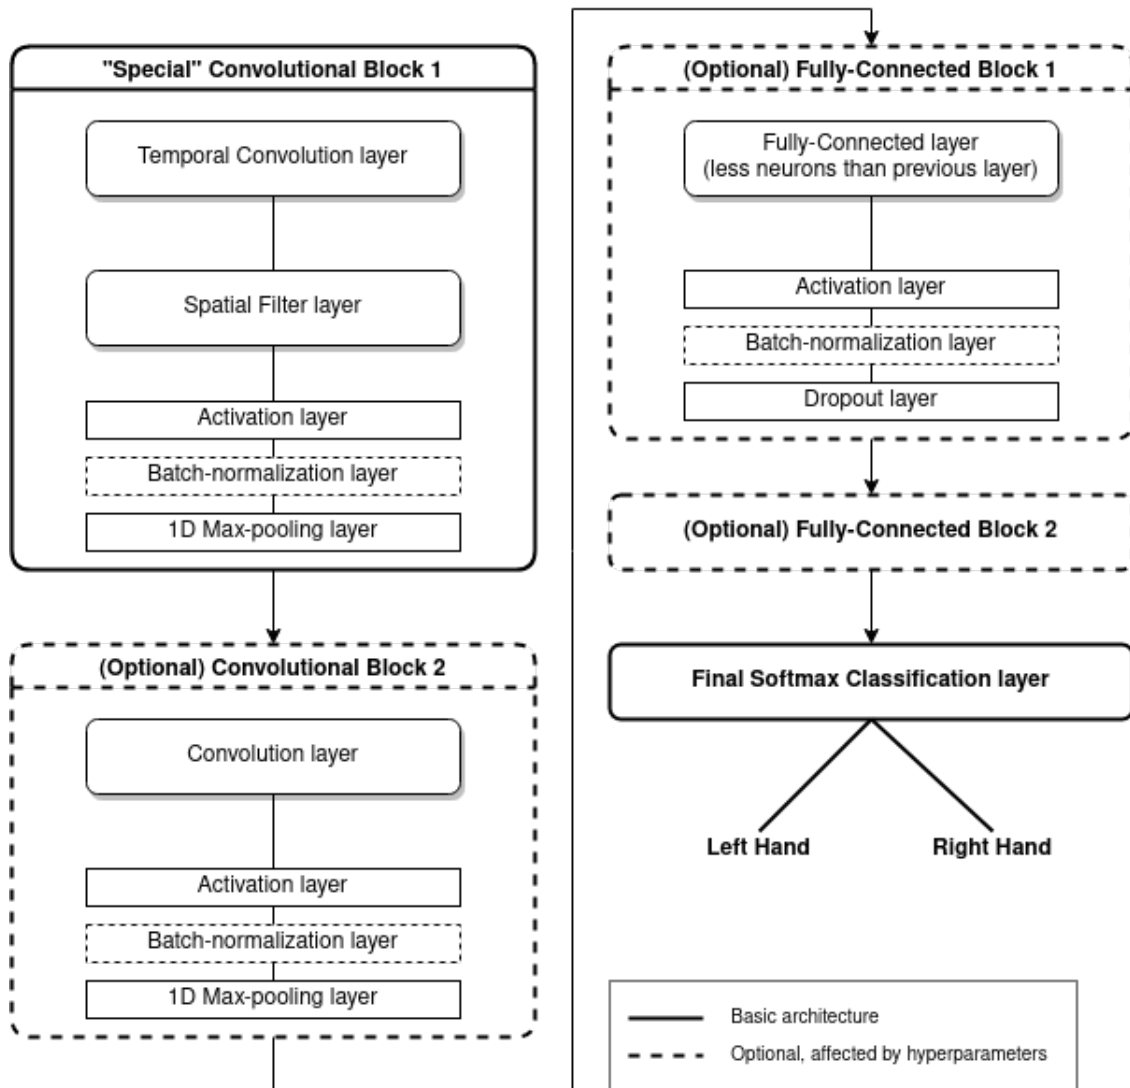 "Special" Convolutional Block 1
Temporal Convolution layer
Spatial Filter layer
Activation layer
Batch-normalization layer
1D Max-pooling layer
(Optional) Convolutional Block 2
Convolution layer
Activation layer
Batch-normalization layer
1D Max-pooling layer
(Optional) Fully-Connected Block 1
Fully-Connected layer
(less neurons than previous layer)
Activation layer
Batch-normalization layer
Dropout layer
(Optional) Fully-Connected Block 2
Final Softmax Classification layer
Left Hand
Right Hand
Basic architecture
Optional, affected by hyperparameters